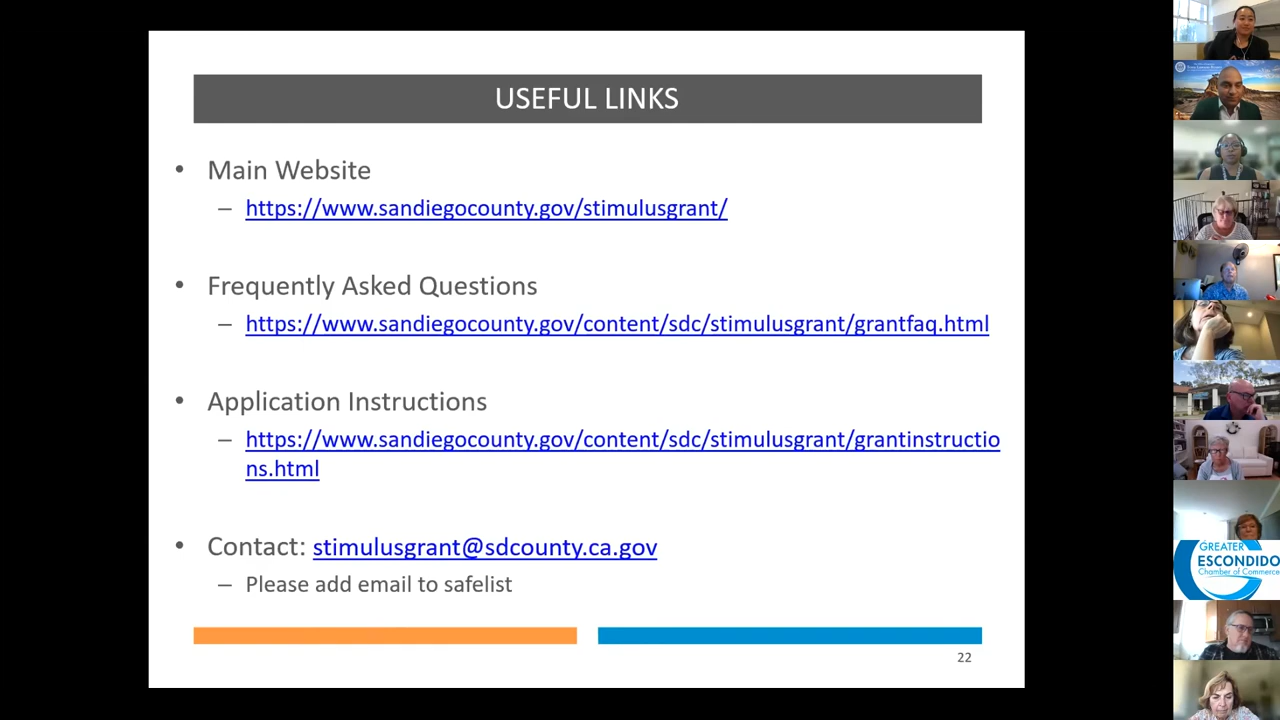 USEFUL LINKS
• Main Website
– https://www.sandiegocounty.gov/stimulusgrant/
• Frequently Asked Questions
– https://www.sandiegocounty.gov/content/sdc/stimulusgrant/grantfaq.html
• Application Instructions
– https://www.sandiegocounty.gov/content/sdc/stimulusgrant/grantinstructio
ns.html
• Contact: stimulusgrant@sdcounty.ca.gov
– Please add email to safelist
22
GREATER
ESCONDIDO
Chamber of Commerce